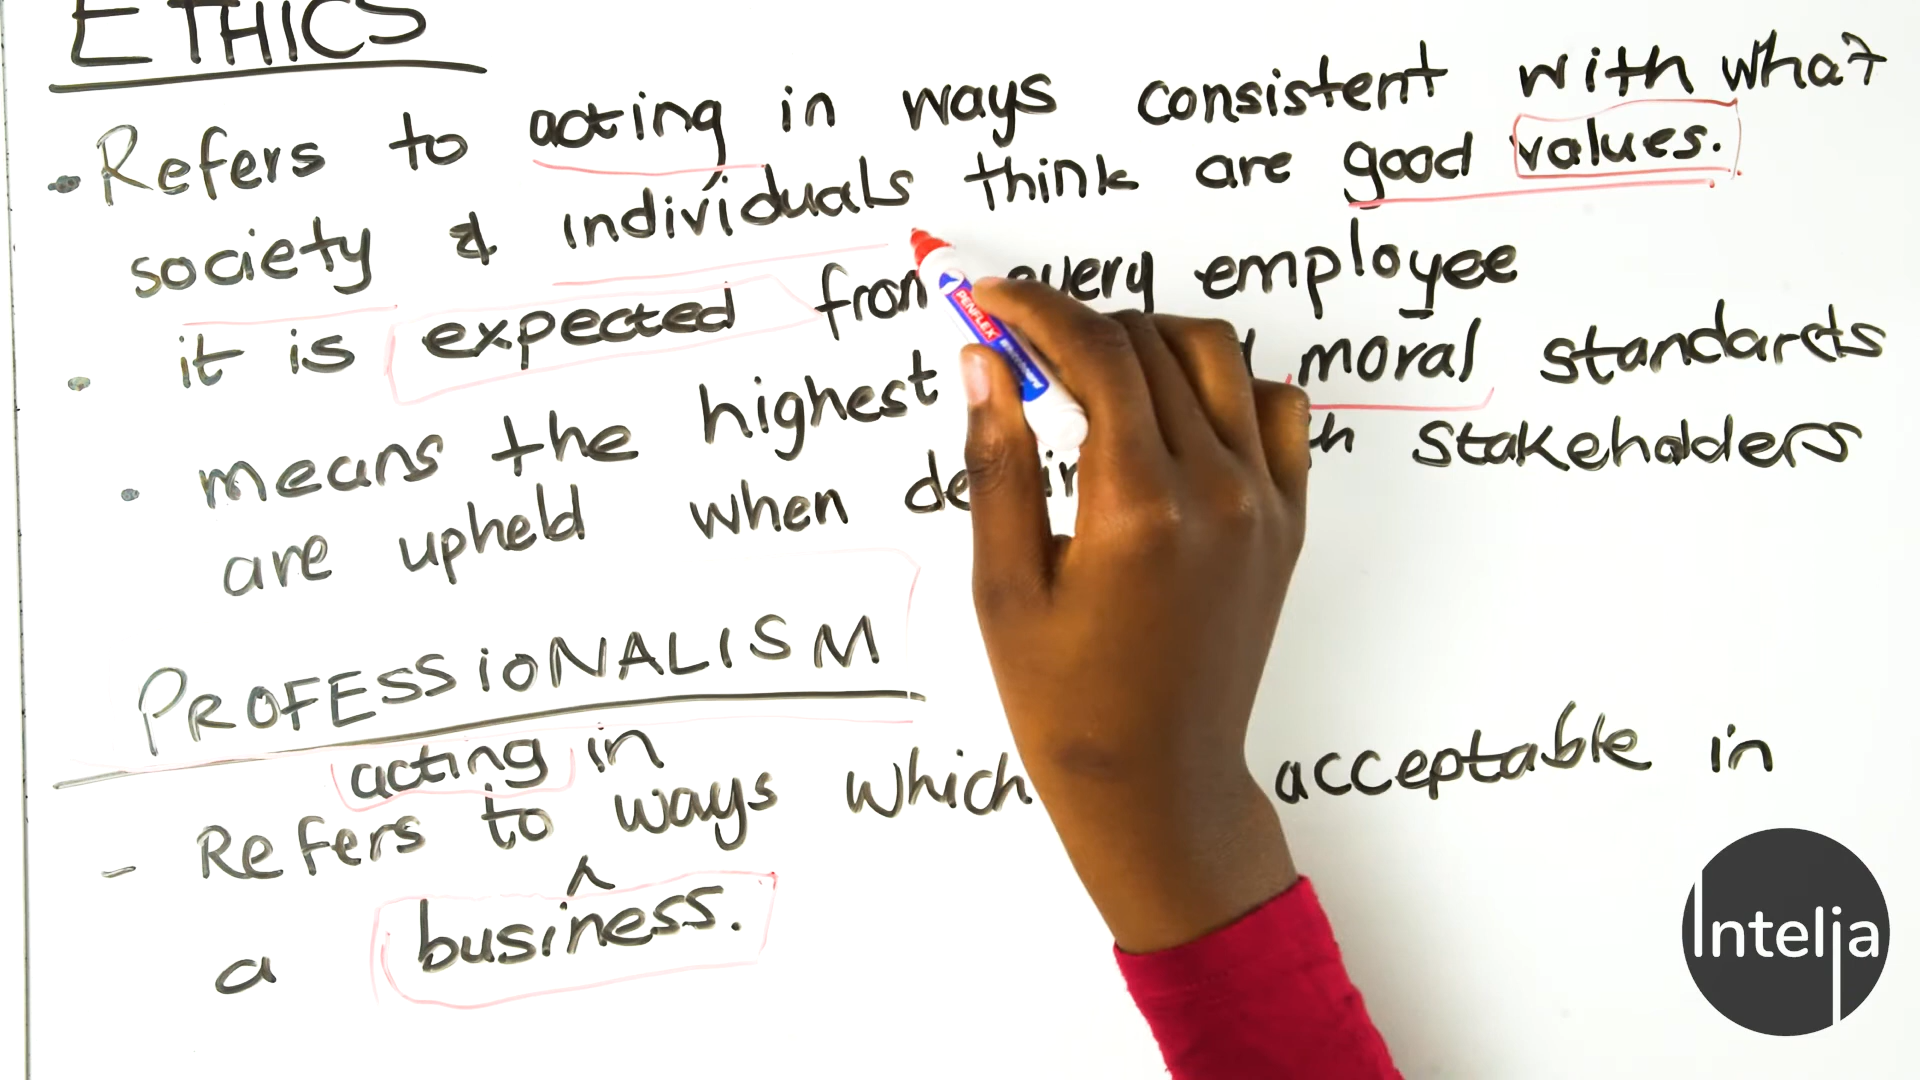 ETHICS
Refers to acting in ways consistent with what
society & individuals think are good values.
it is expected from every employee
means the highest moral standards
are upheld when stakeholders
PROFESSIONALISM
acting in
Refers to ways which acceptable in
a business.
PENFLEX
Intelja